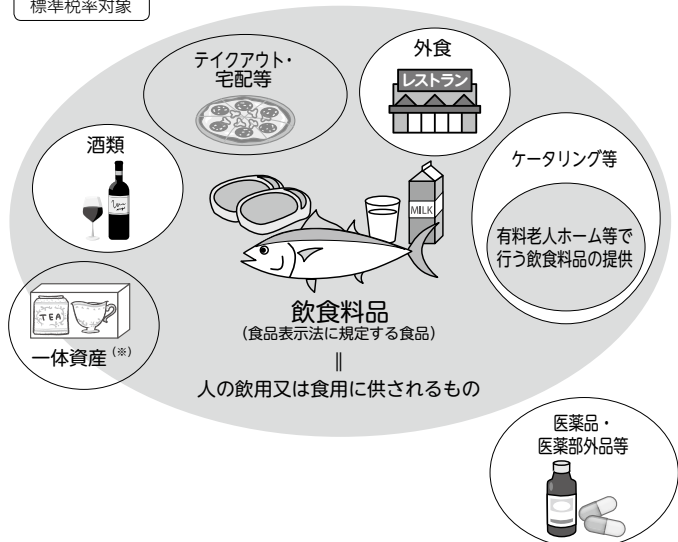 標準税率対象
テイクアウト・
宅配等
外食
レストラン
酒類
ケータリング等
MILK
有料老人ホーム等で
行う飲食料品の提供
飲食料品
(食品表示法に規定する食品)
॥
人の飲用又は食用に供されるもの
TEA
一体資産(※)
医薬品・
医薬部外品等